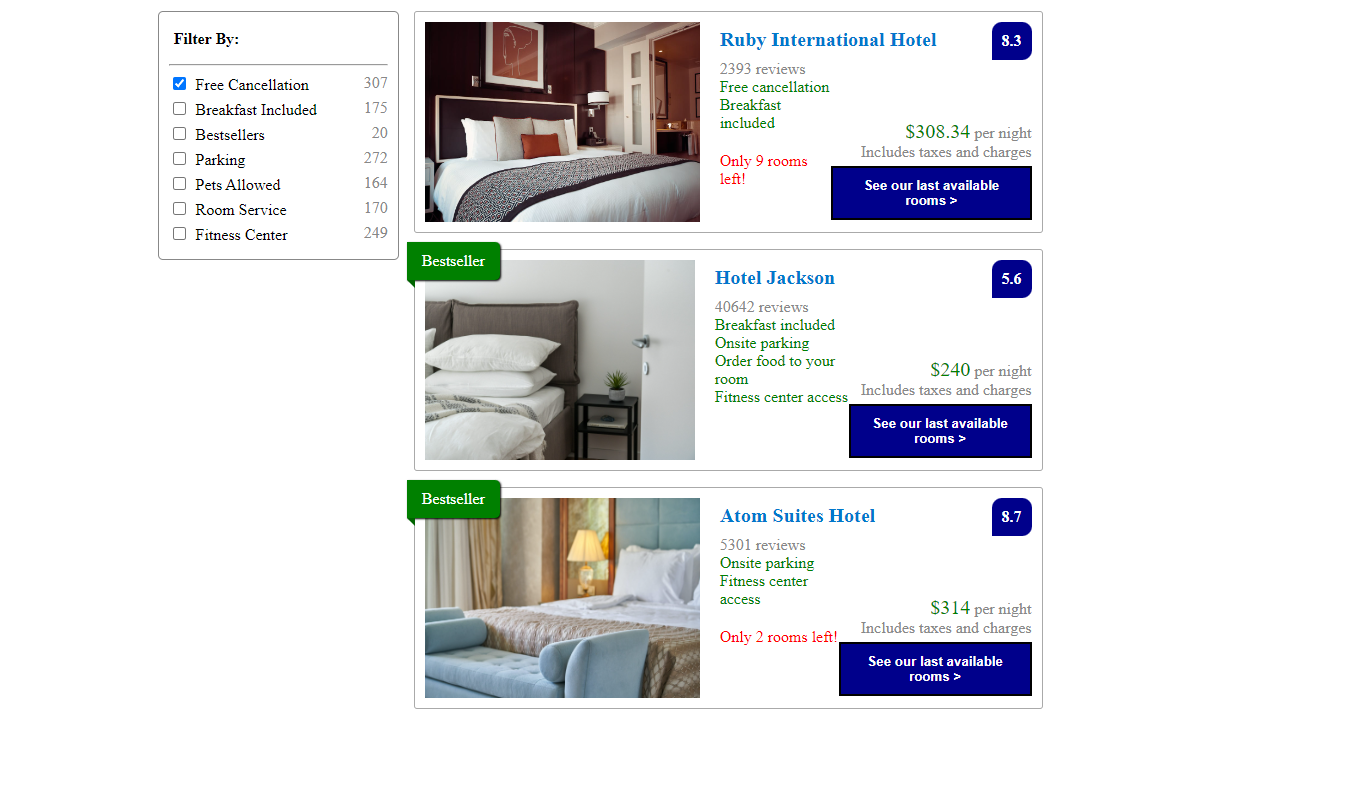 Filter By:
Free Cancellation 307
Breakfast Included 175
Bestsellers 20
Parking 272
Pets Allowed 164
Room Service 170
Fitness Center 249
Ruby International Hotel 8.3
2393 reviews
Free cancellation
Breakfast
included
Only 9 rooms
left!
$308.34 per night
Includes taxes and charges
See our last available
rooms >
Bestseller
Hotel Jackson 5.6
40642 reviews
Breakfast included
Onsite parking
Order food to your
room
Fitness center access
$240 per night
Includes taxes and charges
See our last available
rooms >
Bestseller
Atom Suites Hotel 8.7
5301 reviews
Onsite parking
Fitness center
access
Only 2 rooms left!
$314 per night
Includes taxes and charges
See our last available
rooms >